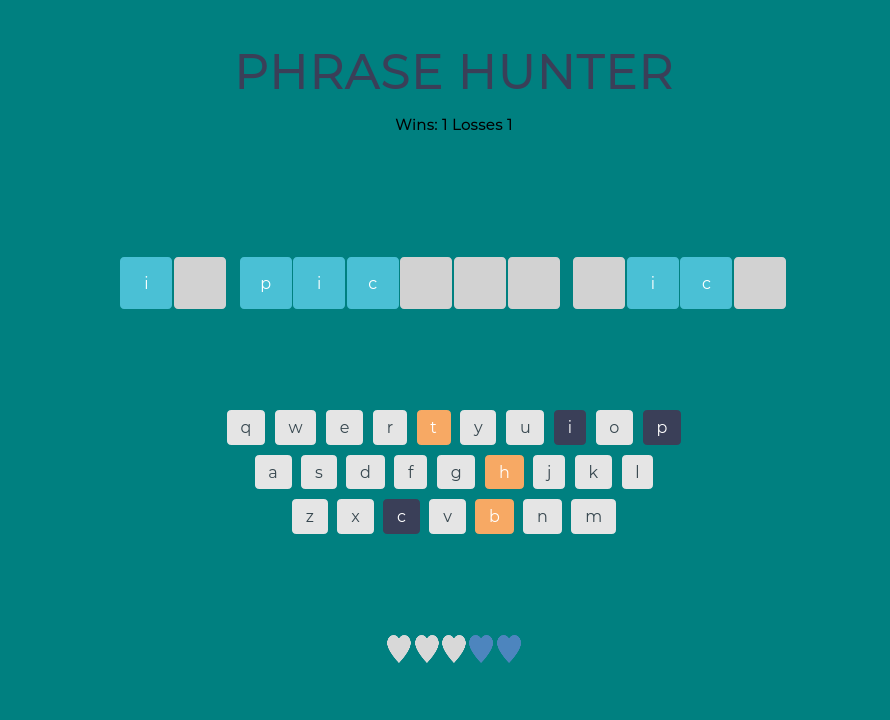 PHRASE HUNTER
Wins: 1 Losses 1
i p i c i c
q w e r t y u i o p
a s d f g h j k l
z x c v b n m